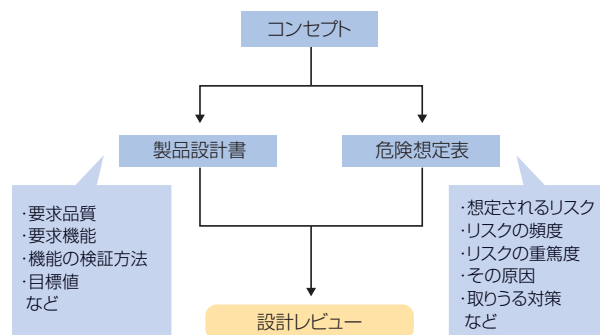 コンセプト
製品設計書
危険想定表
・要求品質
・要求機能
・機能の検証方法
・目標値
など
・想定されるリスク
・リスクの頻度
・リスクの重篤度
・その原因
・取りうる対策
など
設計レビュー